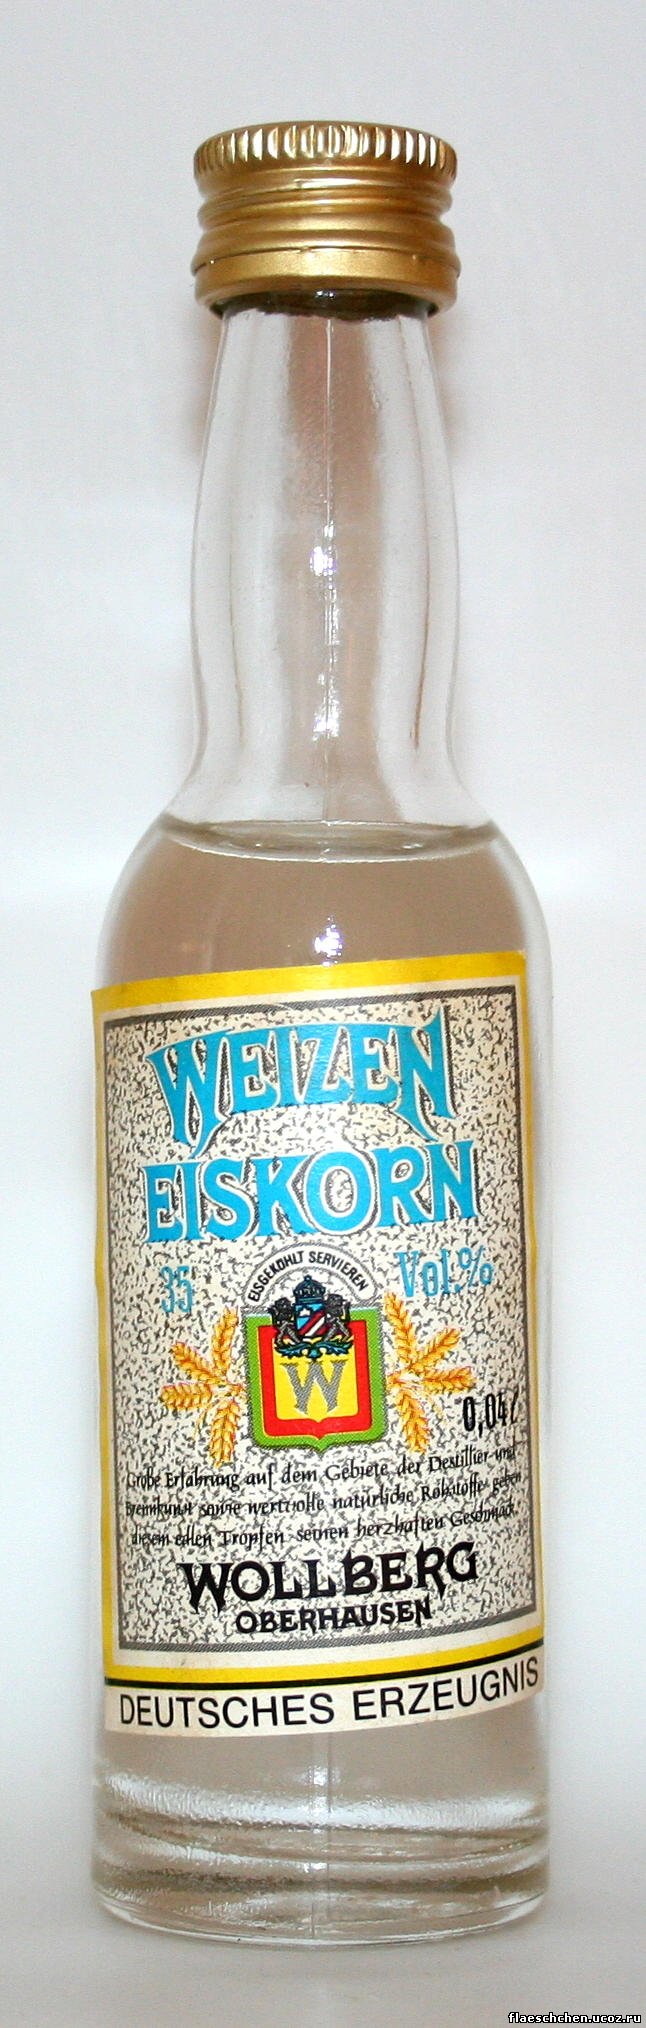 WEIZEN
EISKORN
EISGEKÜHLT SERVIEREN
35 Vol.%
W
0,04 l
Große Erfahrung auf dem Gebiete der Destillier- und
Brennkunst sowie wertvolle natürliche Rohstoffe geben
diesem edlen Tropfen seinen herzhaften Geschmack.
WOLLBERG
OBERHAUSEN
DEUTSCHES ERZEUGNIS
flaeschchen.ucoz.ru